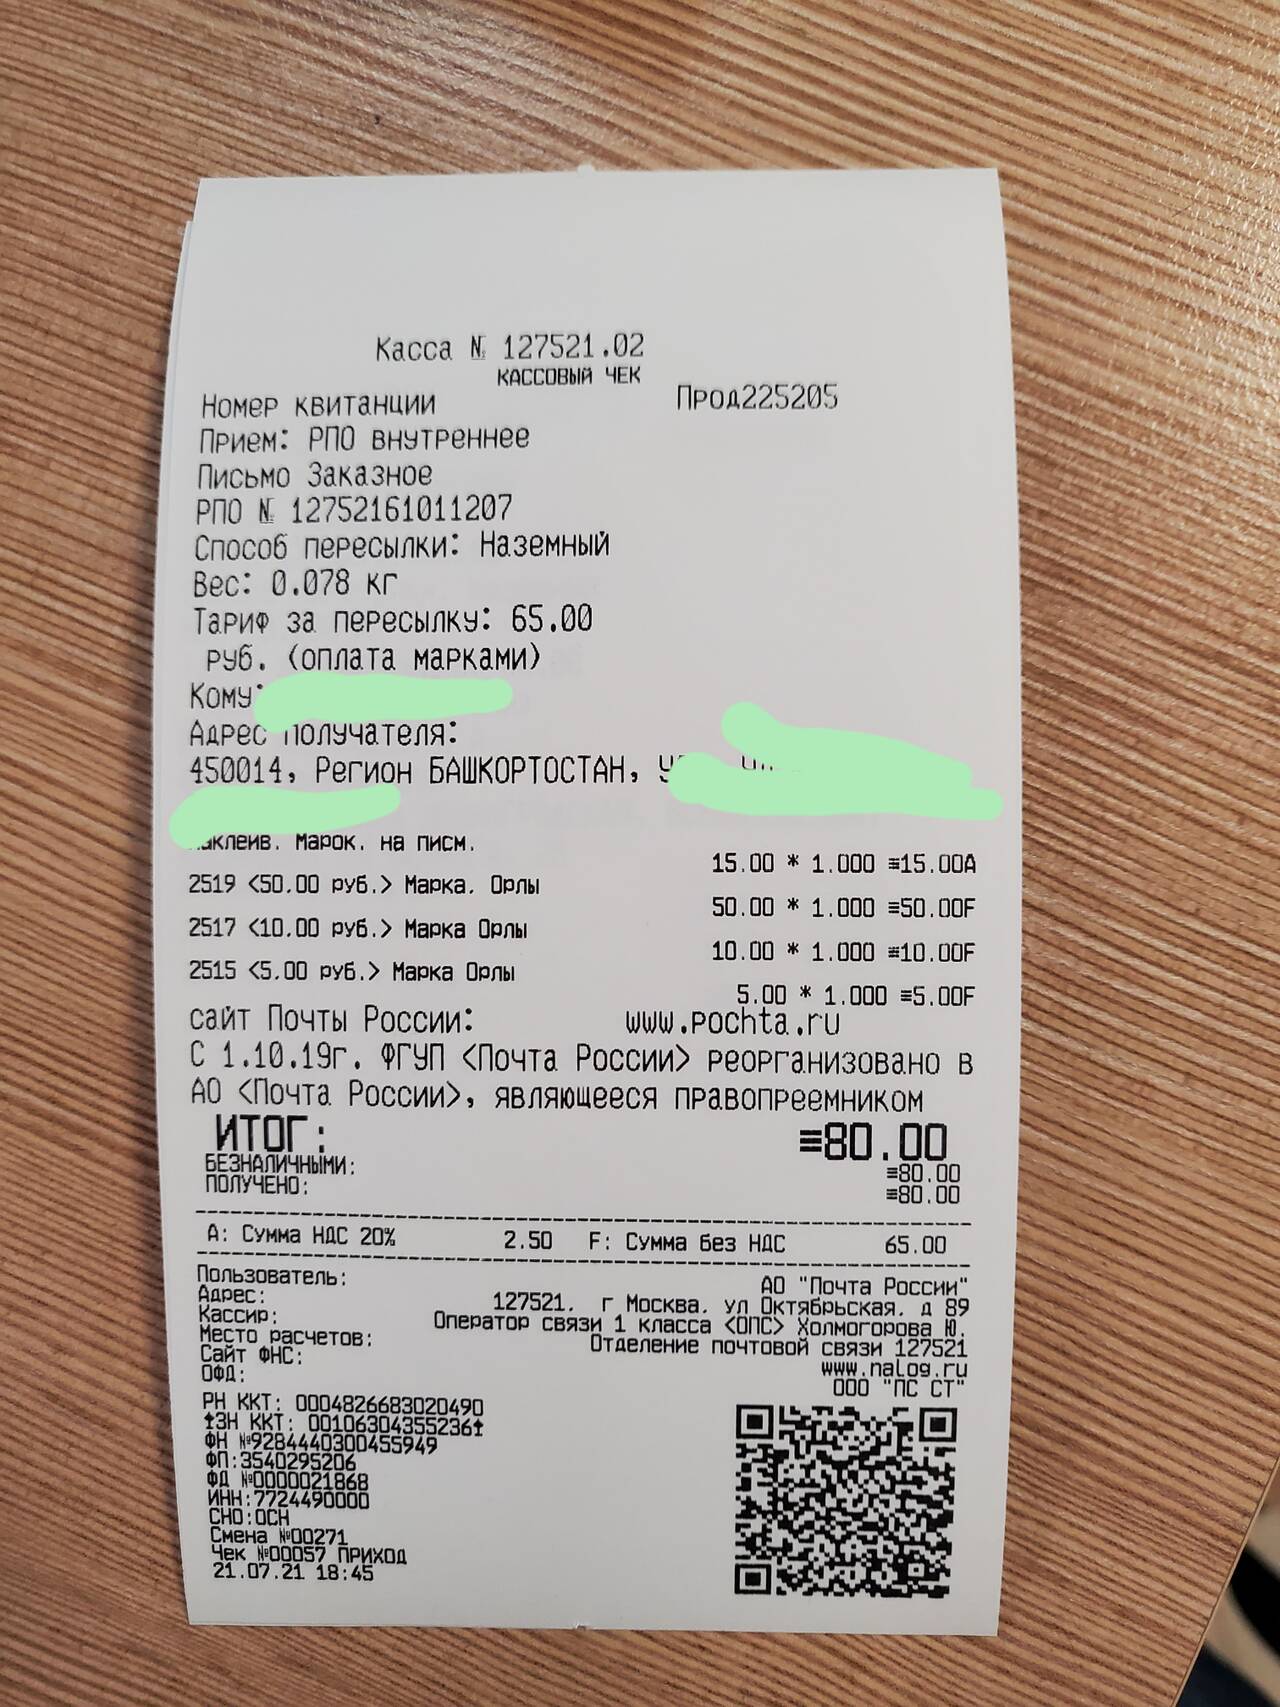 Касса № 127521.02
КАССОВЫЙ ЧЕК
Номер квитанции Прод225205
Прием: РПО внутреннее
Письмо Заказное
РПО № 12752161011207
Способ пересылки: Наземный
Вес: 0.078 кг
Тариф за пересылку: 65.00
руб. (оплата марками)
Кому:
Адрес получателя:
450014, Регион БАШКОРТОСТАН,
марок. на писм.
15.00 * 1.000 ≡15.00А
2519 <50.00 руб.> Марка. Орлы
50.00 * 1.000 ≡50.00F
2517 <10.00 руб.> Марка Орлы
10.00 * 1.000 ≡10.00F
2515 <5.00 руб.> Марка Орлы
5.00 * 1.000 ≡5.00F
сайт Почты России: www.pochta.ru
С 1.10.19г. ФГУП <Почта России> реорганизовано в
АО <Почта России>, являющееся правопреемником
ИТОГ: ≡80.00
БЕЗНАЛИЧНЫМИ: ≡80.00
ПОЛУЧЕНО: ≡80.00
А: Сумма НДС 20% 2.50 F: Сумма без НДС 65.00
Пользователь: АО "Почта России"
Адрес: 127521, г Москва, ул Октябрьская, д 89
Кассир: Оператор связи 1 класса <ОПС> Холмогорова Ю.
Место расчетов: Отделение почтовой связи 127521
Сайт ФНС: www.nalog.ru
ОФД: ООО "ПС СТ"
РН ККТ: 0004826683020490
ЗН ККТ: 00106304355236
ФН №9284440300455949
ФП:3540295206
ФД №0000021868
ИНН:7724490000
СНО:ОСН
Смена №00271
Чек №00057 ПРИХОД
21.07.21 18:45